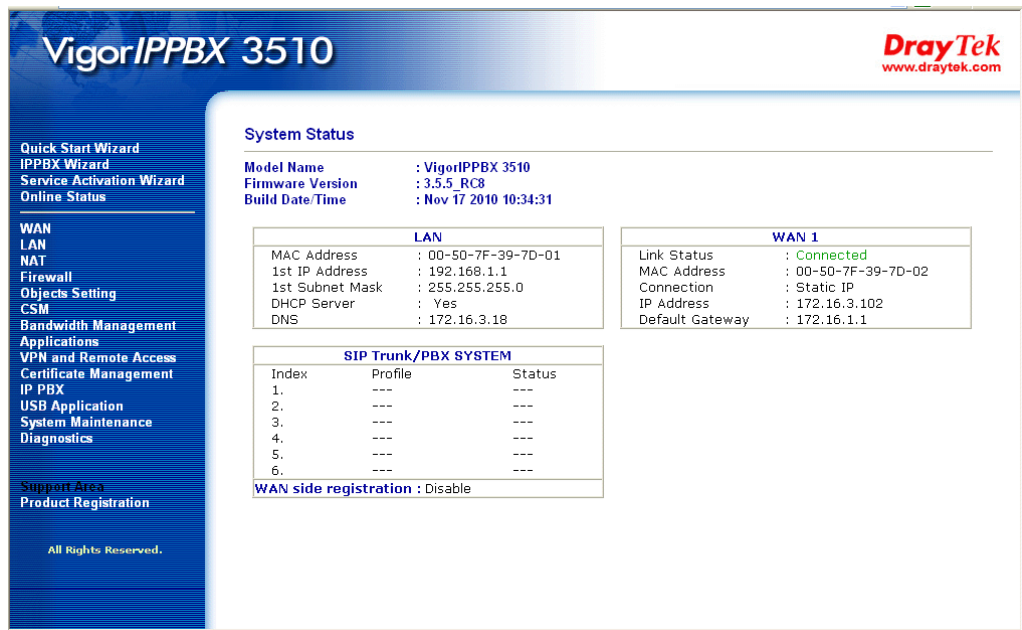 VigorIPPBX 3510
DrayTek
www.draytek.com
Quick Start Wizard
IPPBX Wizard
Service Activation Wizard
Online Status
WAN
LAN
NAT
Firewall
Objects Setting
CSM
Bandwidth Management
Applications
VPN and Remote Access
Certificate Management
IP PBX
USB Application
System Maintenance
Diagnostics
Support Area
Product Registration
All Rights Reserved.
System Status
Model Name : VigorIPPBX 3510
Firmware Version : 3.5.5_RC8
Build Date/Time : Nov 17 2010 10:34:31
LAN
MAC Address : 00-50-7F-39-7D-01
1st IP Address : 192.168.1.1
1st Subnet Mask : 255.255.255.0
DHCP Server : Yes
DNS : 172.16.3.18
WAN 1
Link Status : Connected
MAC Address : 00-50-7F-39-7D-02
Connection : Static IP
IP Address : 172.16.3.102
Default Gateway : 172.16.1.1
SIP Trunk/PBX SYSTEM
Index Profile Status
1. --- ---
2. --- ---
3. --- ---
4. --- ---
5. --- ---
6. --- ---
WAN side registration : Disable